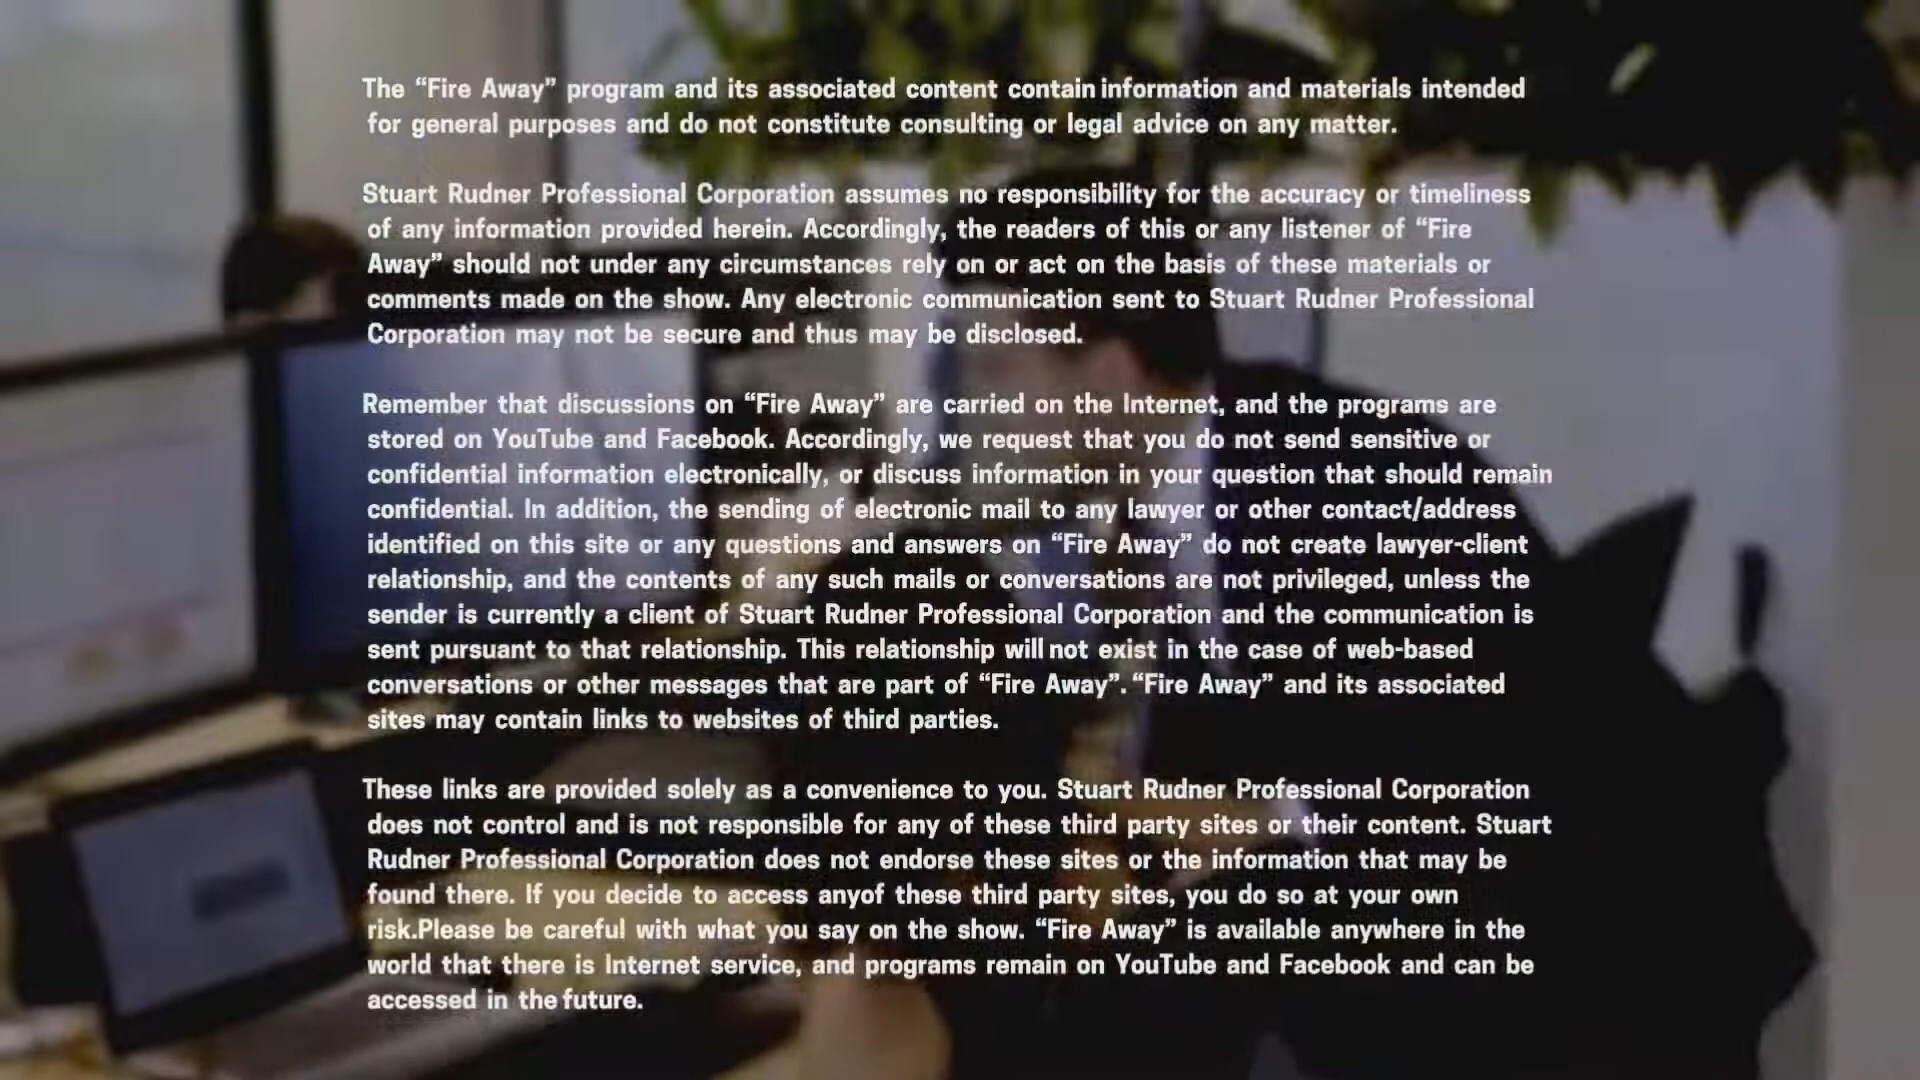 The “Fire Away” program and its associated content contain information and materials intended
for general purposes and do not constitute consulting or legal advice on any matter.
Stuart Rudner Professional Corporation assumes no responsibility for the accuracy or timeliness
of any information provided herein. Accordingly, the readers of this or any listener of “Fire
Away” should not under any circumstances rely on or act on the basis of these materials or
comments made on the show. Any electronic communication sent to Stuart Rudner Professional
Corporation may not be secure and thus may be disclosed.
Remember that discussions on “Fire Away” are carried on the Internet, and the programs are
stored on YouTube and Facebook. Accordingly, we request that you do not send sensitive or
confidential information electronically, or discuss information in your question that should remain
confidential. In addition, the sending of electronic mail to any lawyer or other contact/address
identified on this site or any questions and answers on “Fire Away” do not create lawyer-client
relationship, and the contents of any such mails or conversations are not privileged, unless the
sender is currently a client of Stuart Rudner Professional Corporation and the communication is
sent pursuant to that relationship. This relationship will not exist in the case of web-based
conversations or other messages that are part of “Fire Away”. “Fire Away” and its associated
sites may contain links to websites of third parties.
These links are provided solely as a convenience to you. Stuart Rudner Professional Corporation
does not control and is not responsible for any of these third party sites or their content. Stuart
Rudner Professional Corporation does not endorse these sites or the information that may be
found there. If you decide to access anyof these third party sites, you do so at your own
risk.Please be careful with what you say on the show. “Fire Away” is available anywhere in the
world that there is Internet service, and programs remain on YouTube and Facebook and can be
accessed in the future.